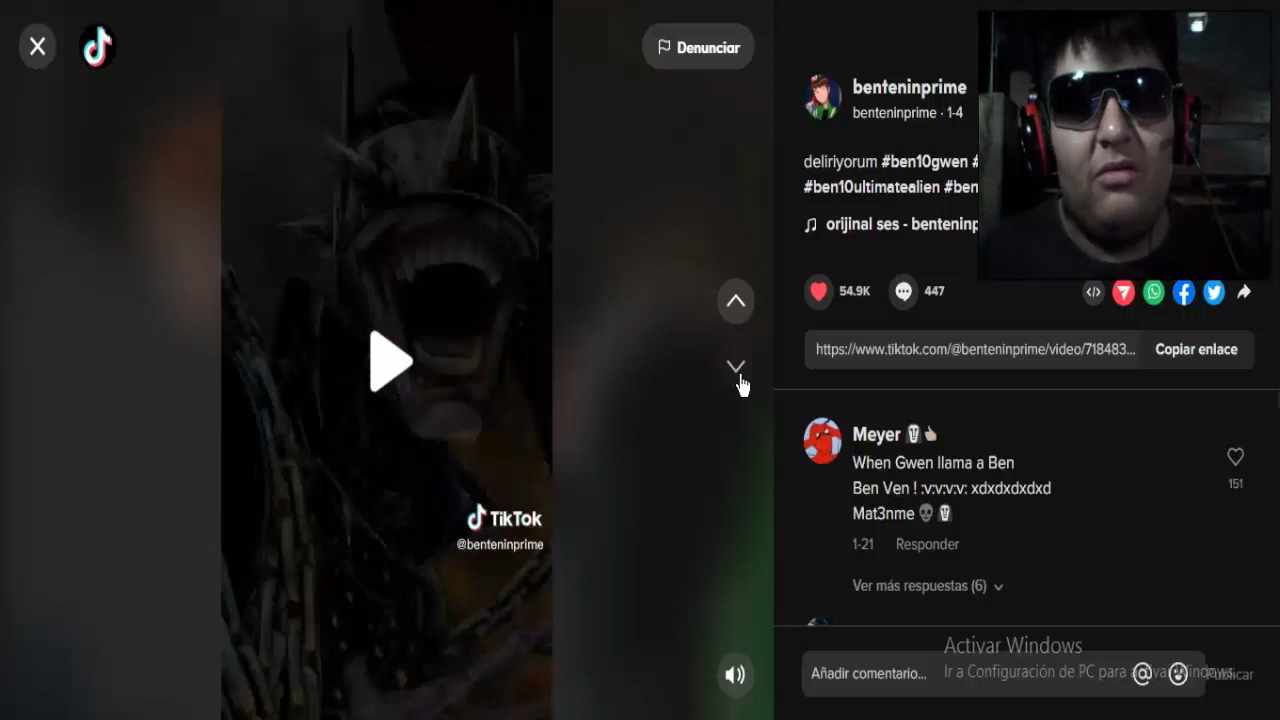 Denunciar
TikTok
@benteninprime
benteninprime
benteninprime · 1-4
deliriyorum #ben10gwen #
#ben10ultimatealien #ben
orijinal ses - benteninp
54.9K
447
https://www.tiktok.com/@benteninprime/video/718483...
Copiar enlace
Meyer
When Gwen llama a Ben
Ben Ven ! :v:v:v:v: xdxdxdxdxd
Mat3nme
1-21 Responder
151
Ver más respuestas (6)
Activar Windows
Ir a Configuración de PC para activar Windows.
Añadir comentario...
Publicar